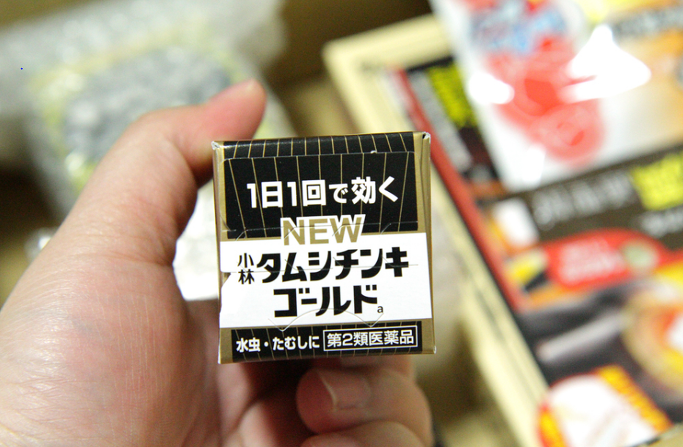 1日1回で効く
NEW
小林タムシチンキ
ゴールドa
水虫・たむしに 第2類医薬品